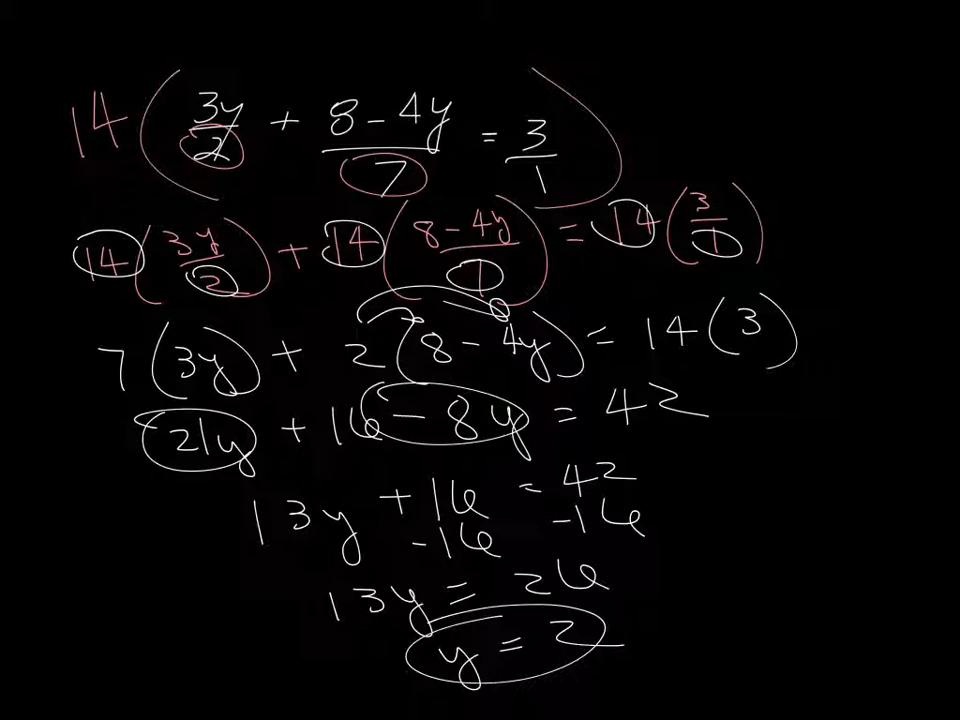 14 ( 3y/2 + 8 - 4y/7 = 3/1 )
14 ( 3y/2 ) + 14 ( 8 - 4y/7 ) = 14 ( 3/1 )
7 ( 3y ) + 2 ( 8 - 4y ) = 14 ( 3 )
21y + 16 - 8y = 42
13y + 16 = 42
-16 -16
13y = 26
y = 2